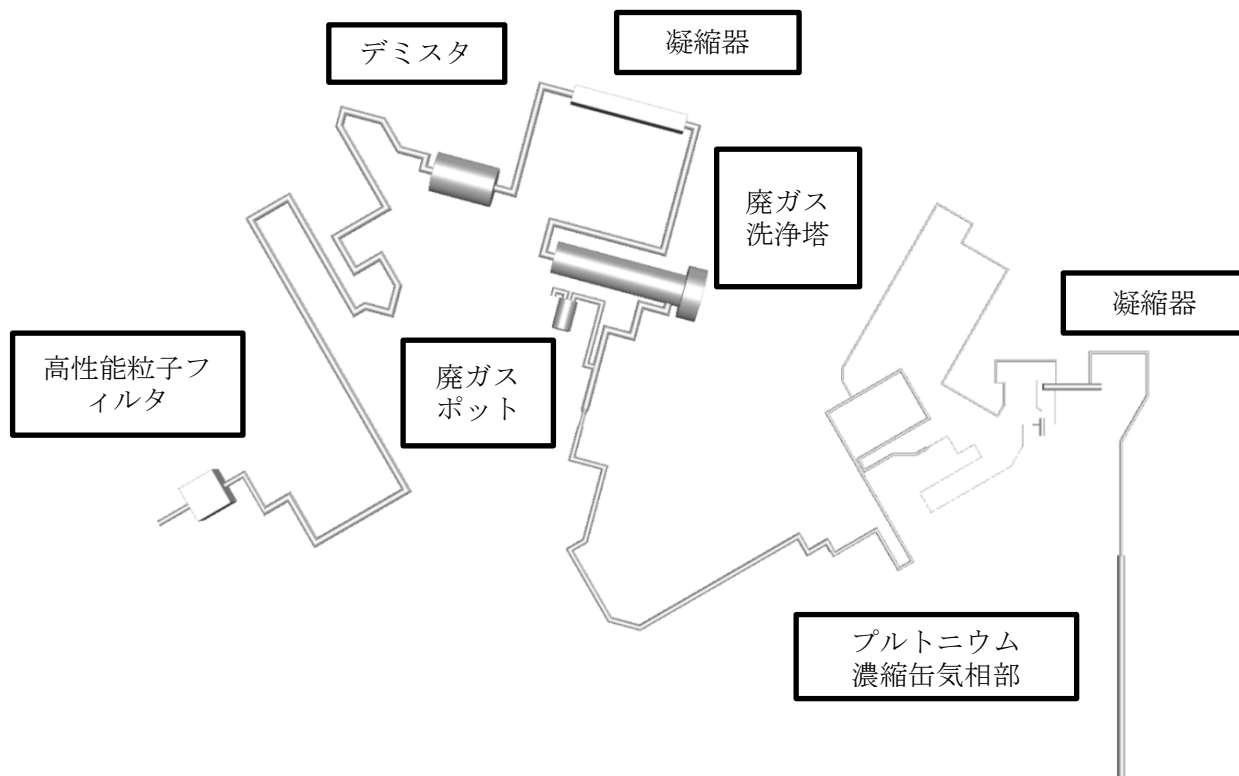 デミスタ
凝縮器
廃ガス
洗浄塔
凝縮器
高性能粒子フ
ィルタ
廃ガス
ポット
プルトニウム
濃縮缶気相部